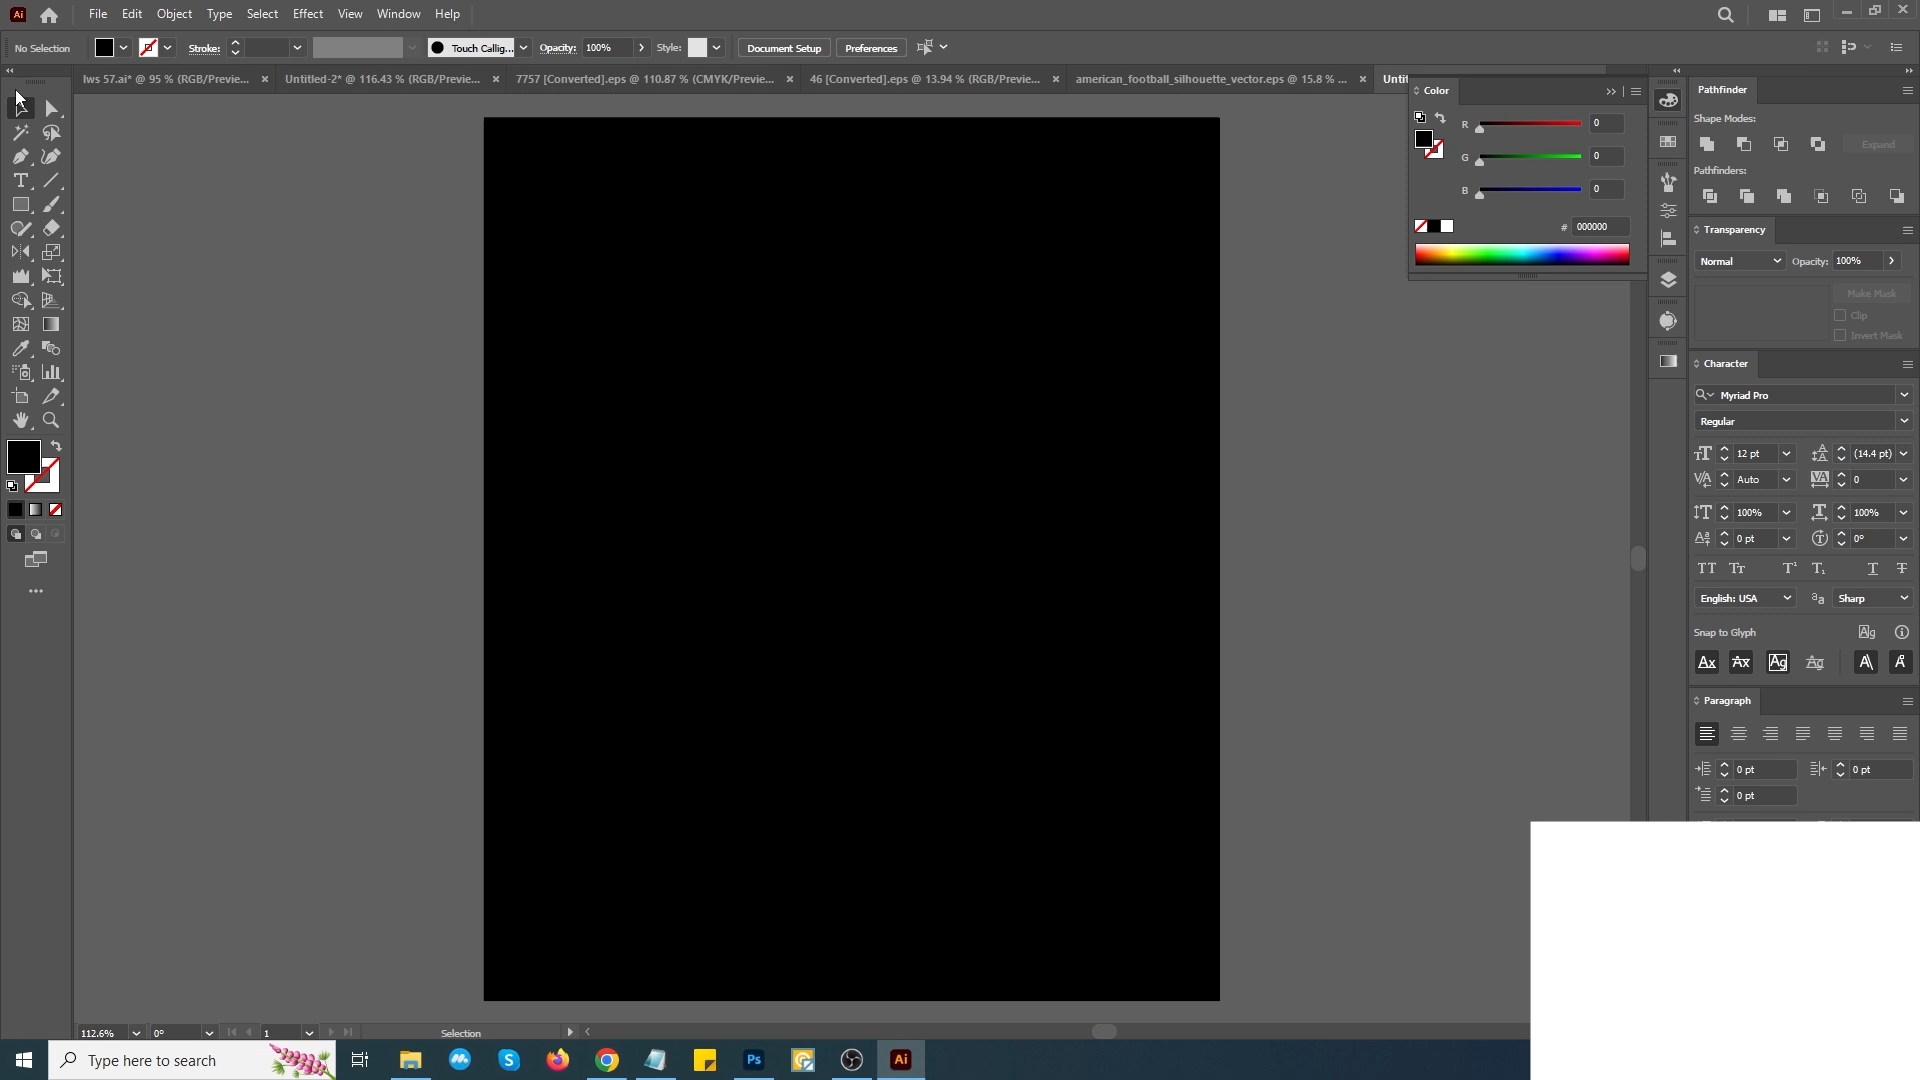 Ai File Edit Object Type Select Effect View Window Help
No Selection Stroke: Touch Callig... Opacity: 100% Style: Document Setup Preferences
lws 57.ai* @ 95 % (RGB/Previe... × Untitled-2* @ 116.43 % (RGB/Previe... × 7757 [Converted].eps @ 110.87 % (CMYK/Previe... × 46 [Converted].eps @ 13.94 % (RGB/Previe... × american_football_silhouette_vector.eps @ 15.8 % ... × Untit
Color
R 0
G 0
B 0
# 000000
Pathfinder
Shape Modes:
Expand
Pathfinders:
Transparency
Normal Opacity: 100%
Make Mask
Clip
Invert Mask
Character
Myriad Pro
Regular
12 pt (14.4 pt)
Auto 0
100% 100%
0 pt 0°
English: USA Sharp
Snap to Glyph
Paragraph
0 pt 0 pt
0 pt
112.6% 0° 1 Selection
Type here to search Ps Ai